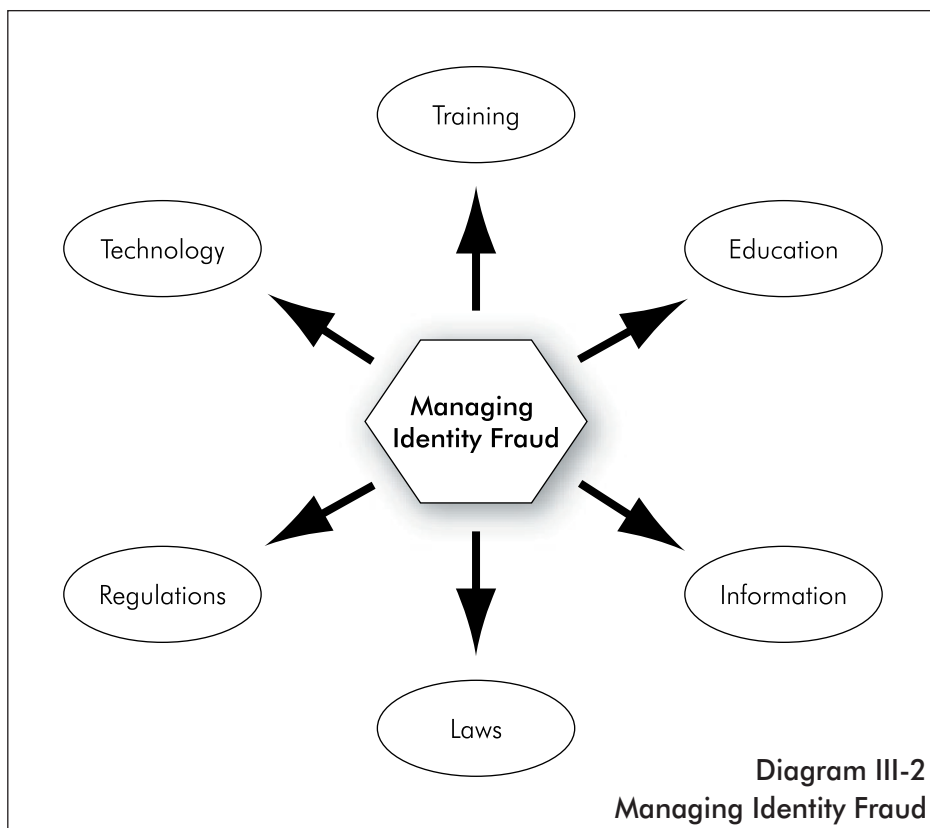 Training
Technology
Education
Managing
Identity Fraud
Regulations
Information
Laws
Diagram III-2
Managing Identity Fraud